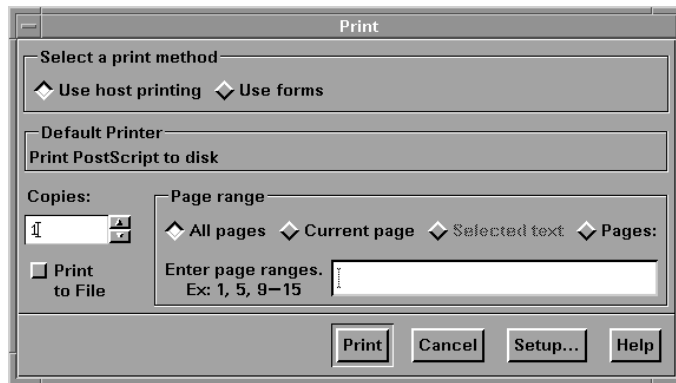 Print
Select a print method
Use host printing Use forms
Default Printer
Print PostScript to disk
Copies:
1
Print
to File
Page range
All pages Current page Selected text Pages:
Enter page ranges.
Ex: 1, 5, 9–15
Print Cancel Setup... Help